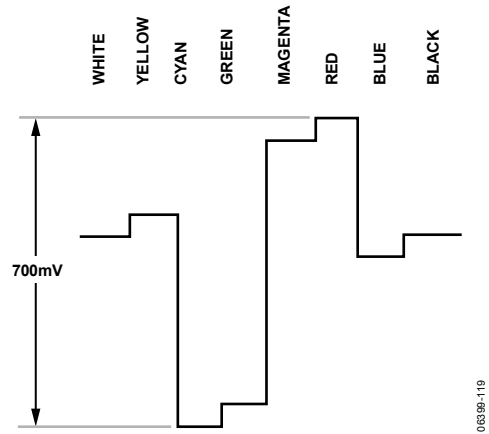 WHITE
YELLOW
CYAN
GREEN
MAGENTA
RED
BLUE
BLACK
700mV
06399-119